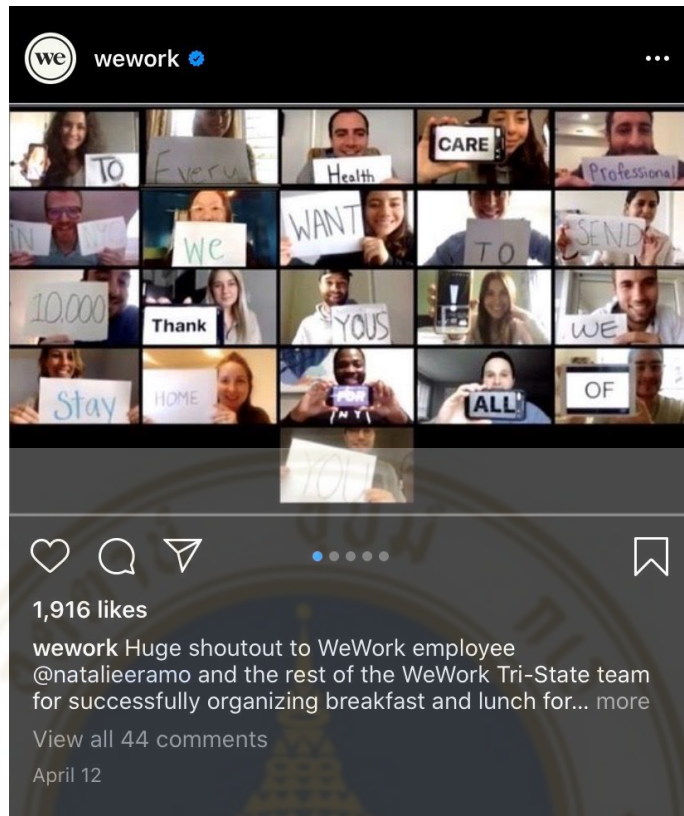 we wework
TO Every Health CARE Professional
IN NY We WANT TO SEND
10,000 Thank YOUS ! WE
Stay HOME FOR ALL OF
(NY)
YOU
1,916 likes
wework Huge shoutout to WeWork employee
@natalieeramo and the rest of the WeWork Tri-State team
for successfully organizing breakfast and lunch for... more
View all 44 comments
April 12